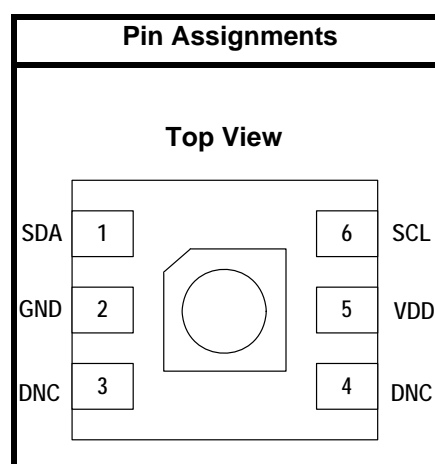 Pin Assignments
Top View
SDA 1 6 SCL
GND 2 5 VDD
DNC 3 4 DNC